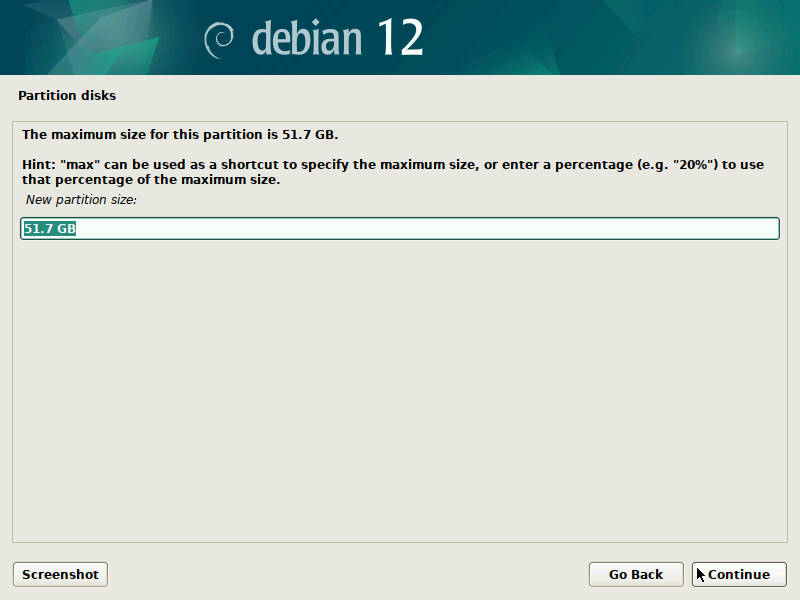 debian 12
Partition disks
The maximum size for this partition is 51.7 GB.
Hint: "max" can be used as a shortcut to specify the maximum size, or enter a percentage (e.g. "20%") to use
that percentage of the maximum size.
New partition size:
51.7 GB
Screenshot
Go Back
Continue